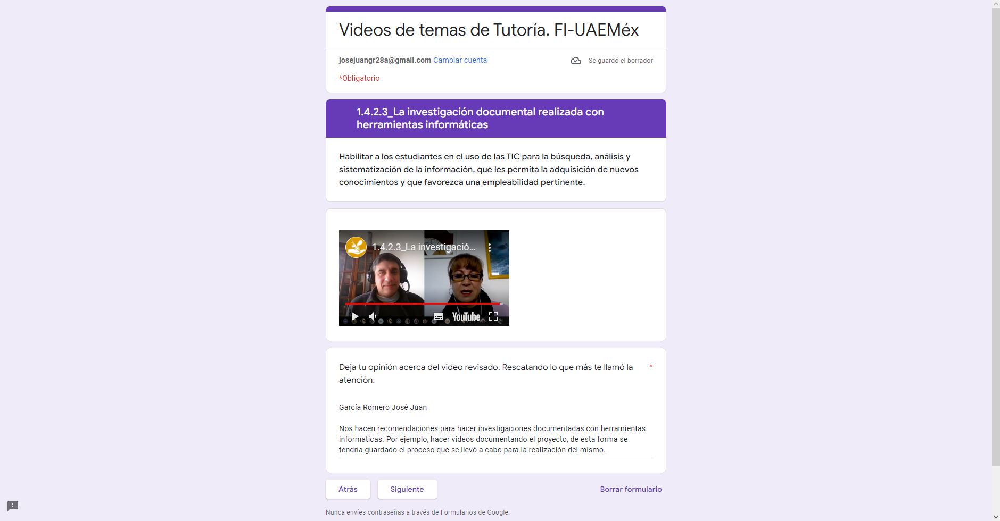 Videos de temas de Tutoría. FI-UAEMéx
josejuangr28a@gmail.com Cambiar cuenta
Se guardó el borrador
*Obligatorio
1.4.2.3_La investigación documental realizada con
herramientas informáticas
Habilitar a los estudiantes en el uso de las TIC para la búsqueda, análisis y
sistematización de la información, que les permita la adquisición de nuevos
conocimientos y que favorezca una empleabilidad pertinente.
1.4.2.3_La investigació...
YouTube
Deja tu opinión acerca del video revisado. Rescatando lo que más te llamó la *
atención.
García Romero José Juan
Nos hacen recomendaciones para hacer investigaciones documentadas con herramientas
informaticas. Por ejemplo, hacer vídeos documentando el proyecto, de esta forma se
tendría guardado el proceso que se llevó a cabo para la realización del mismo.
Atrás
Siguiente
Borrar formulario
Nunca envíes contraseñas a través de Formularios de Google.